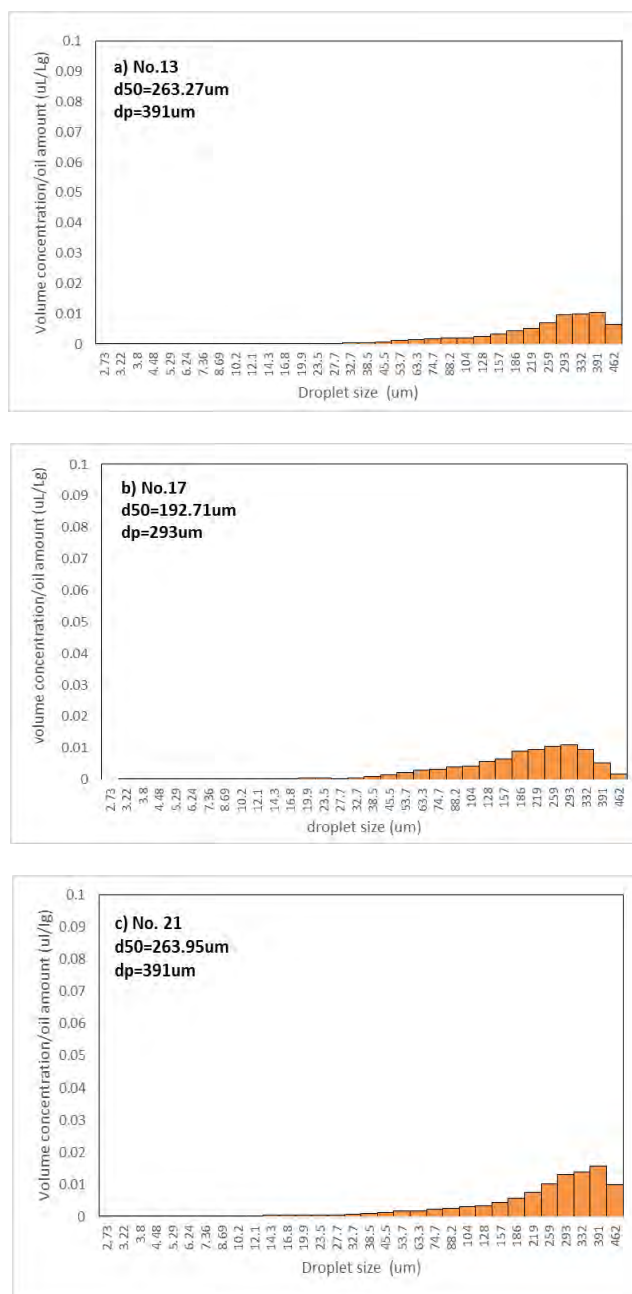 a) No.13
d50=263.27um
dp=391um
Volume concentration/oil amount (uL/Lg)
0.1
0.09
0.08
0.07
0.06
0.05
0.04
0.03
0.02
0.01
0
2.73 3.22 3.8 4.48 5.29 6.24 7.36 8.69 10.2 12.1 14.3 16.8 19.9 23.5 27.7 32.7 38.5 45.5 53.7 63.3 74.7 88.2 104 128 157 186 219 259 293 332 391 462
Droplet size (um)
b) No.17
d50=192.71um
dp=293um
volume concentration/oil amount (uL/Lg)
0.1
0.09
0.08
0.07
0.06
0.05
0.04
0.03
0.02
0.01
0
2.73 3.22 3.8 4.48 5.29 6.24 7.36 8.69 10.2 12.1 14.3 16.8 19.9 23.5 27.7 32.7 38.5 45.5 53.7 63.3 74.7 88.2 104 128 157 186 219 259 293 332 391 462
droplet size (um)
c) No. 21
d50=263.95um
dp=391um
Volume concentration/oil amount (ul/lg)
0.1
0.09
0.08
0.07
0.06
0.05
0.04
0.03
0.02
0.01
0
2.73 3.22 3.8 4.48 5.29 6.24 7.36 8.69 10.2 12.1 14.3 16.8 19.9 23.5 27.7 32.7 38.5 45.5 53.7 63.3 74.7 88.2 104 128 157 186 219 259 293 332 391 462
Droplet size (um)